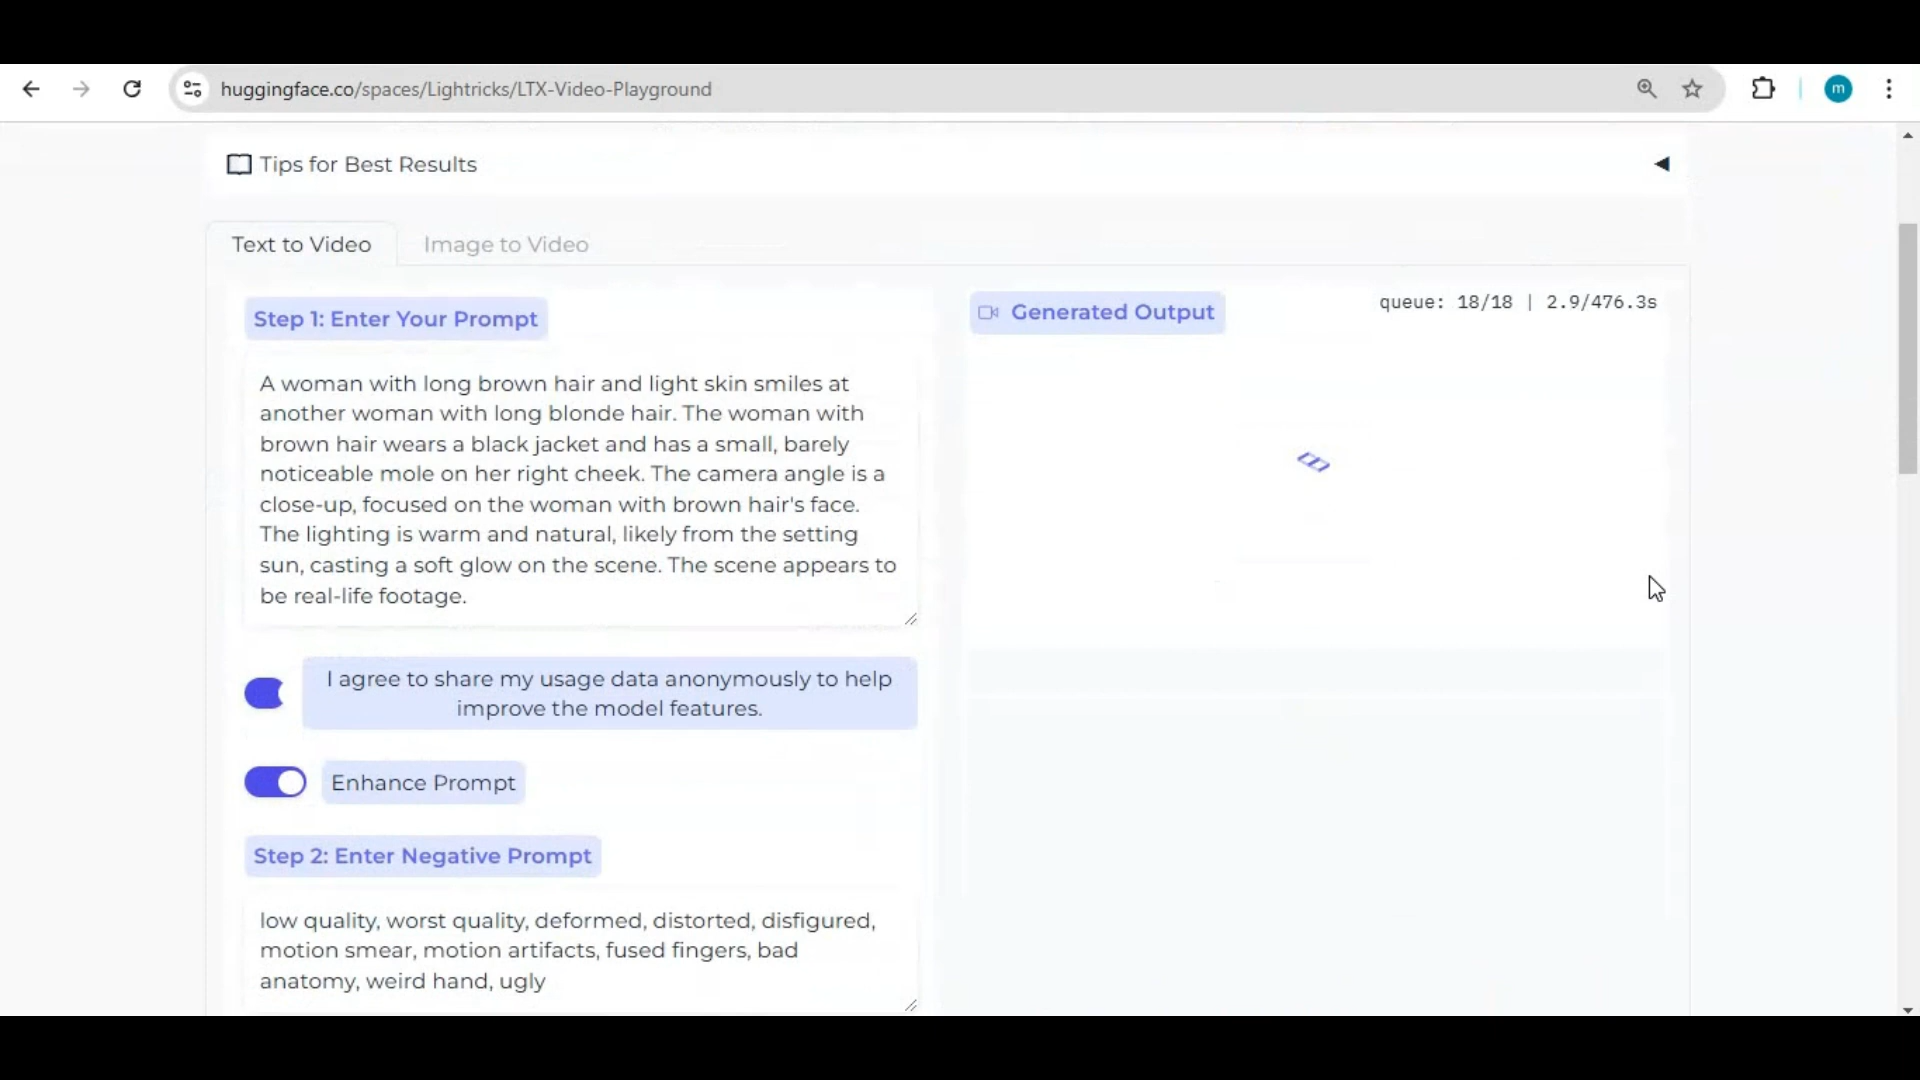 huggingface.co/spaces/Lightricks/LTX-Video-Playground
m
Tips for Best Results
Text to Video
Image to Video
Step 1: Enter Your Prompt
A woman with long brown hair and light skin smiles at
another woman with long blonde hair. The woman with
brown hair wears a black jacket and has a small, barely
noticeable mole on her right cheek. The camera angle is a
close-up, focused on the woman with brown hair's face.
The lighting is warm and natural, likely from the setting
sun, casting a soft glow on the scene. The scene appears to
be real-life footage.
I agree to share my usage data anonymously to help
improve the model features.
Enhance Prompt
Step 2: Enter Negative Prompt
low quality, worst quality, deformed, distorted, disfigured,
motion smear, motion artifacts, fused fingers, bad
anatomy, weird hand, ugly
Generated Output
queue: 18/18 | 2.9/476.3s